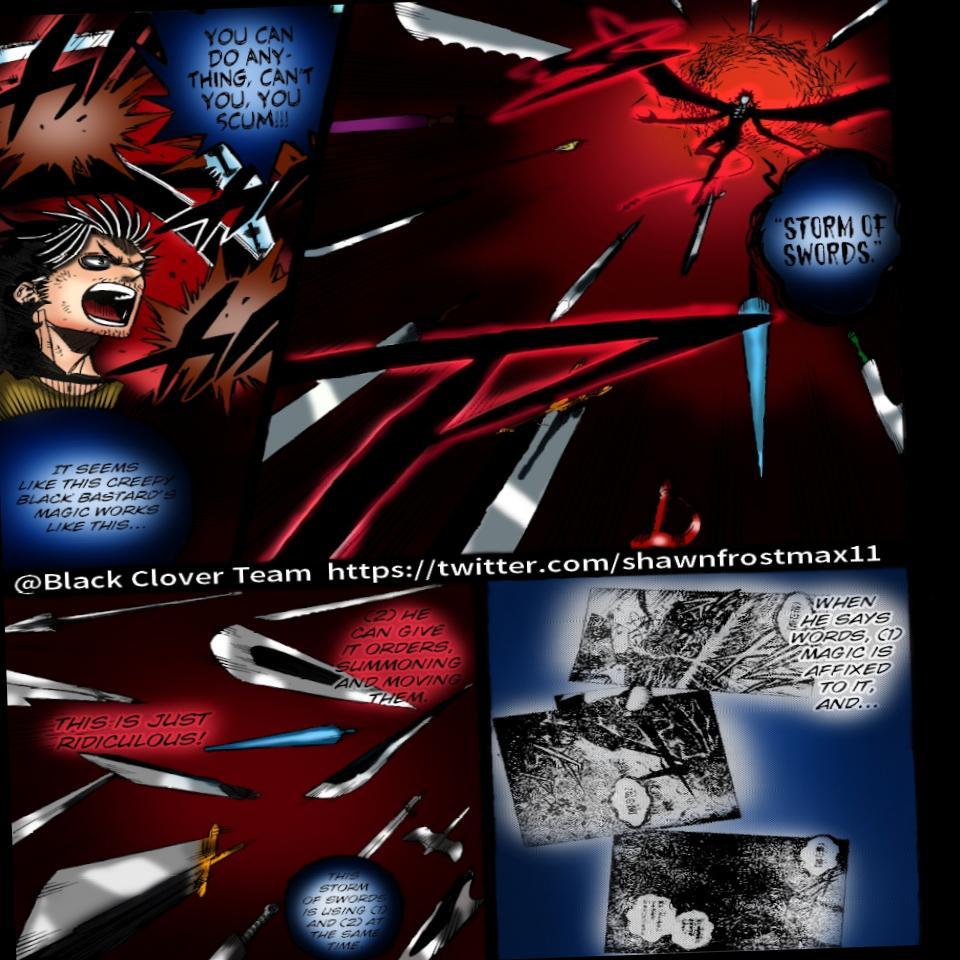 YOU CAN
DO ANY-
THING, CAN'T
YOU, YOU
SCUM!!!
"STORM OF
SWORDS."
IT SEEMS
LIKE THIS CREEPY
BLACK BASTARD'S
MAGIC WORKS
LIKE THIS...
@Black Clover Team https://twitter.com/shawnfrostmax11
WHEN
HE SAYS
WORDS, (1)
MAGIC IS
AFFIXED
TO IT,
AND...
(2) HE
CAN GIVE
IT ORDERS,
SUMMONING
AND MOVING
THEM.
THIS IS JUST
RIDICULOUS!
THIS
STORM
OF SWORDS
IS USING (1)
AND (2) AT
THE SAME
TIME